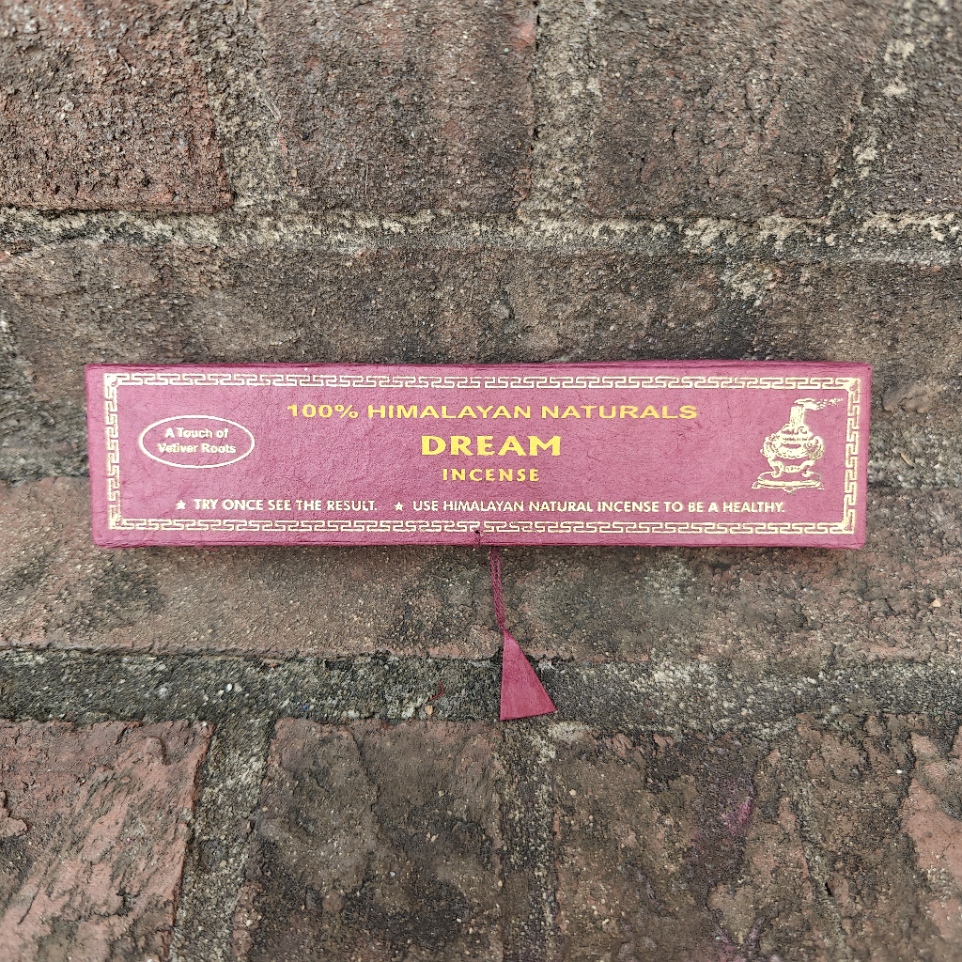 100% HIMALAYAN NATURALS
A Touch of
Vetiver Roots
DREAM
INCENSE
★ TRY ONCE SEE THE RESULT. ★ USE HIMALAYAN NATURAL INCENSE TO BE A HEALTHY.